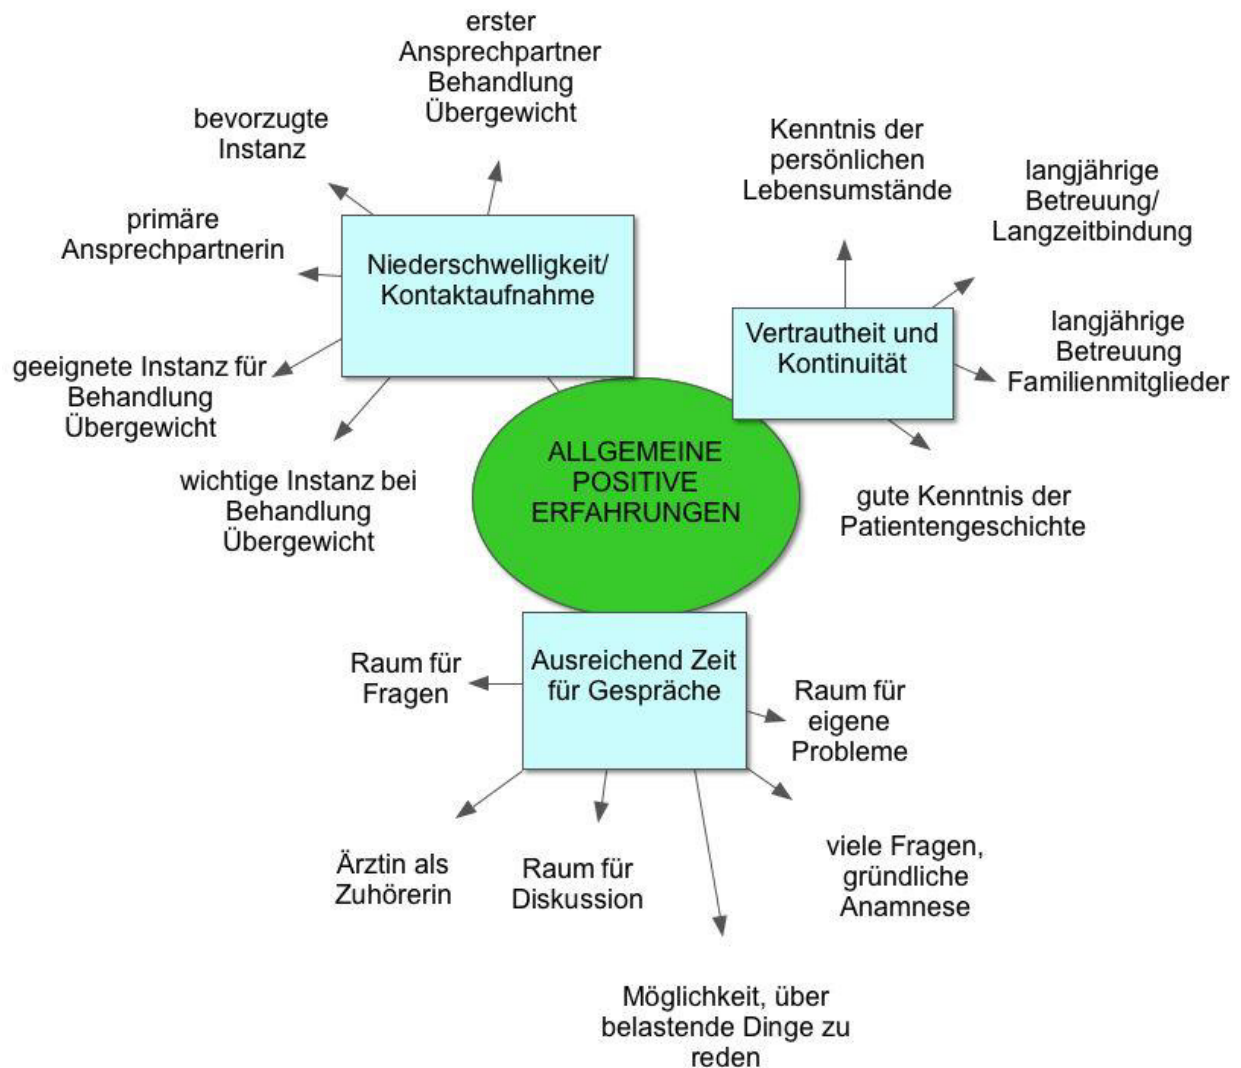 erster
Ansprechpartner
Behandlung
Übergewicht
bevorzugte
Instanz
primäre
Ansprechpartnerin
Niederschwelligkeit/
Kontaktaufnahme
geeignete Instanz für
Behandlung
Übergewicht
wichtige Instanz bei
Behandlung
Übergewicht
Kenntnis der
persönlichen
Lebensumstände
langjährige
Betreuung/
Langzeitbindung
Vertrautheit und
Kontinuität
langjährige
Betreuung
Familienmitglieder
gute Kenntnis der
Patientengeschichte
ALLGEMEINE
POSITIVE
ERFAHRUNGEN
Ausreichend Zeit
für Gespräche
Raum für
Fragen
Raum für
eigene
Probleme
Ärztin als
Zuhörerin
Raum für
Diskussion
viele Fragen,
gründliche
Anamnese
Möglichkeit, über
belastende Dinge zu
reden